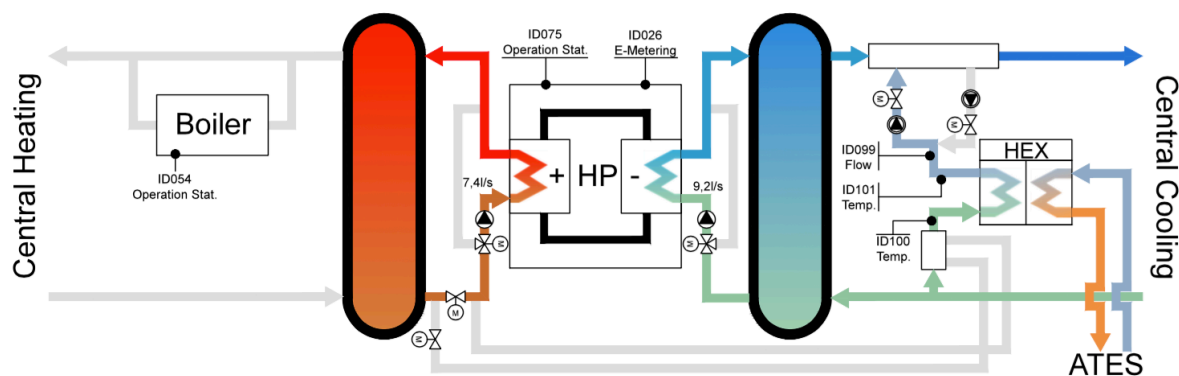 Central Heating
Boiler
ID054
Operation Stat.
ID075
Operation Stat.
ID026
E-Metering
7,4l/s
+
HP
-
9,2l/s
M
M
M
M
M
M
ID099
Flow
ID101
Temp.
ID100
Temp.
HEX
ATES
Central Cooling